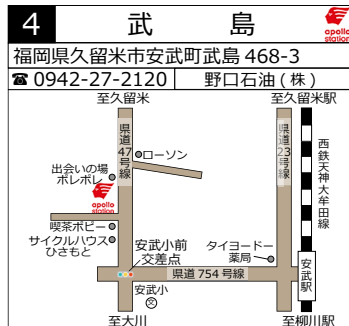 4 武島
apollo
station
福岡県久留米市安武町武島 468-3
☎ 0942-27-2120 野口石油 ( 株 )
至久留米
至久留米駅
県道47号線
ローソン
県道23号線
西鉄天神大牟田線
出会いの場
ポレポレ
apollo
station
喫茶ポピー
サイクルハウス
ひさもと
安武小前
交差点
タイヨードー
薬局
安武駅
県道 754 号線
安武小
文
至大川
至柳川駅